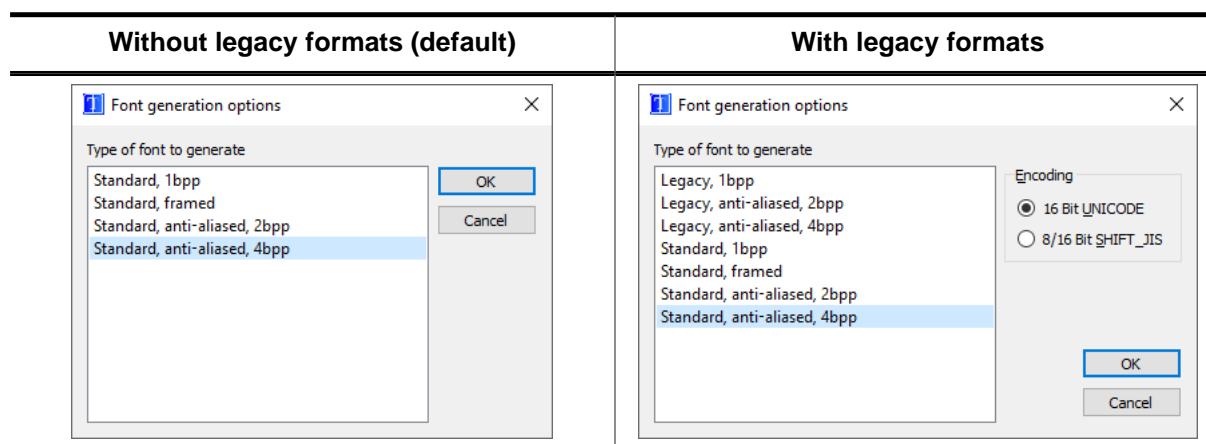 Without legacy formats (default)
With legacy formats
Font generation options
Type of font to generate
Standard, 1bpp
Standard, framed
Standard, anti-aliased, 2bpp
Standard, anti-aliased, 4bpp
OK
Cancel
Font generation options
Type of font to generate
Legacy, 1bpp
Legacy, anti-aliased, 2bpp
Legacy, anti-aliased, 4bpp
Standard, 1bpp
Standard, framed
Standard, anti-aliased, 2bpp
Standard, anti-aliased, 4bpp
Encoding
16 Bit UNICODE
8/16 Bit SHIFT_JIS
OK
Cancel